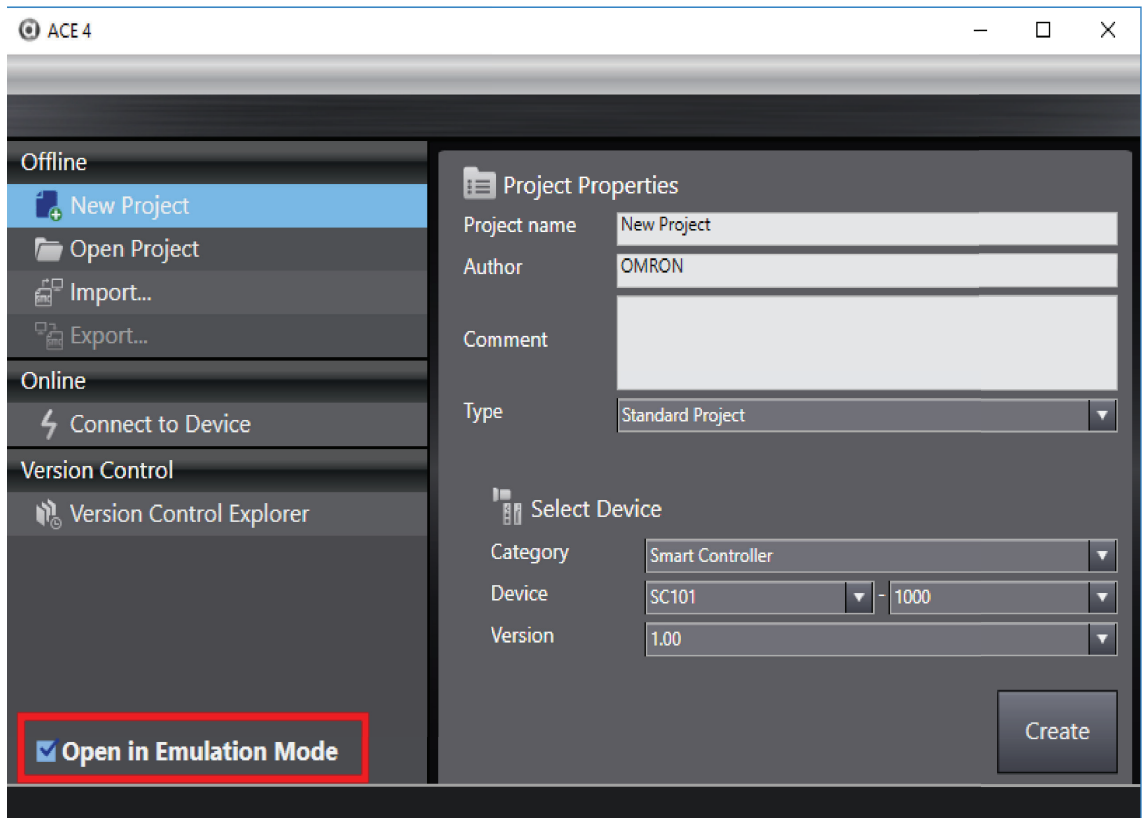 ACE 4
Offline
New Project
Open Project
Import...
Export...
Online
Connect to Device
Version Control
Version Control Explorer
Open in Emulation Mode
Project Properties
Project name New Project
Author OMRON
Comment
Type Standard Project
Select Device
Category Smart Controller
Device SC101 - 1000
Version 1.00
Create